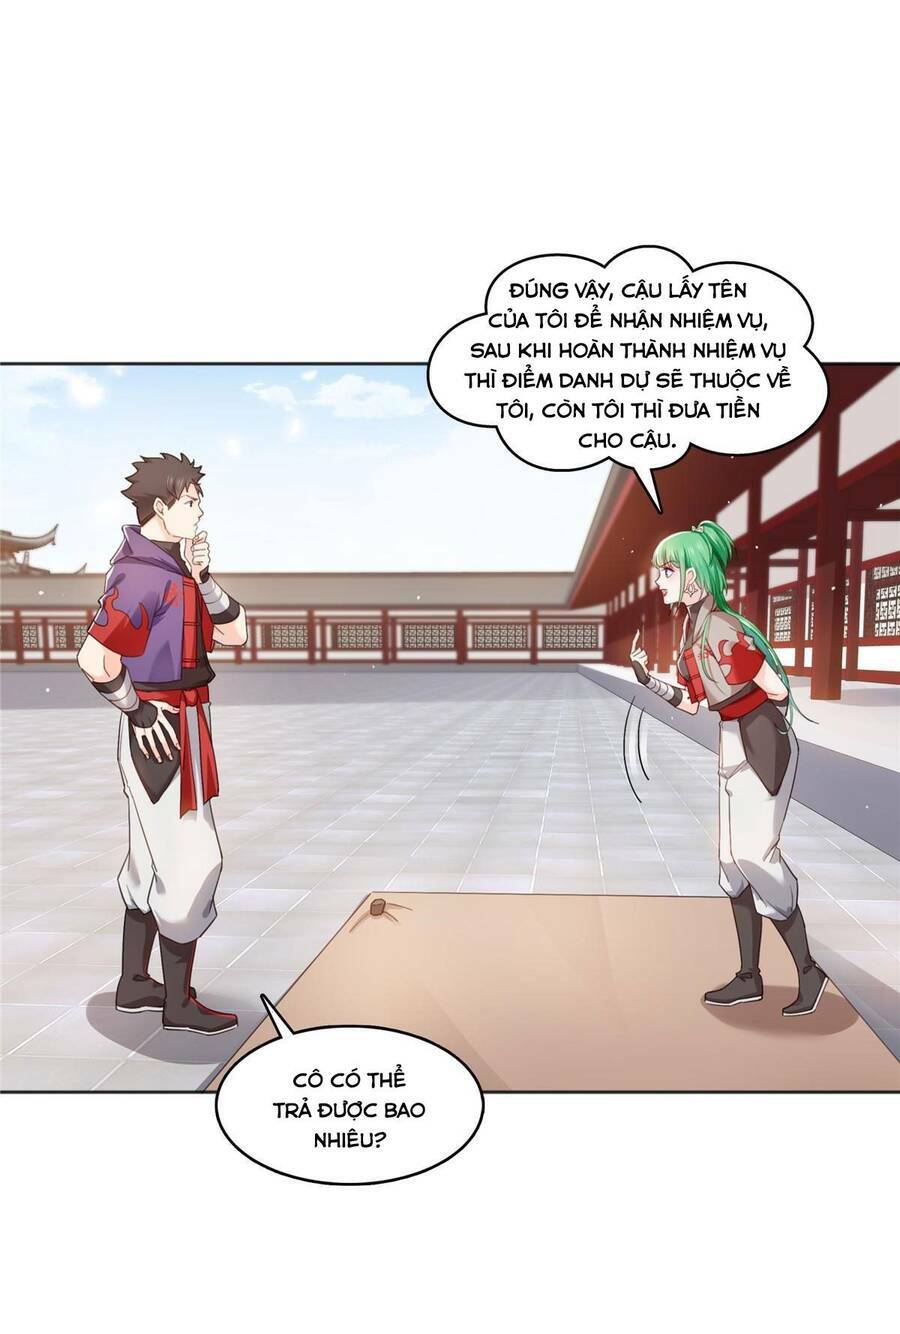 ĐÚNG VẬY, CẬU LẤY TÊN
CỦA TÔI ĐỂ NHẬN NHIỆM VỤ,
SAU KHI HOÀN THÀNH NHIỆM VỤ
THÌ ĐIỂM DANH DỰ SẼ THUỘC VỀ
TÔI, CÒN TÔI THÌ ĐƯA TIỀN
CHO CẬU.
CÔ CÓ THỂ
TRẢ ĐƯỢC BAO
NHIÊU?